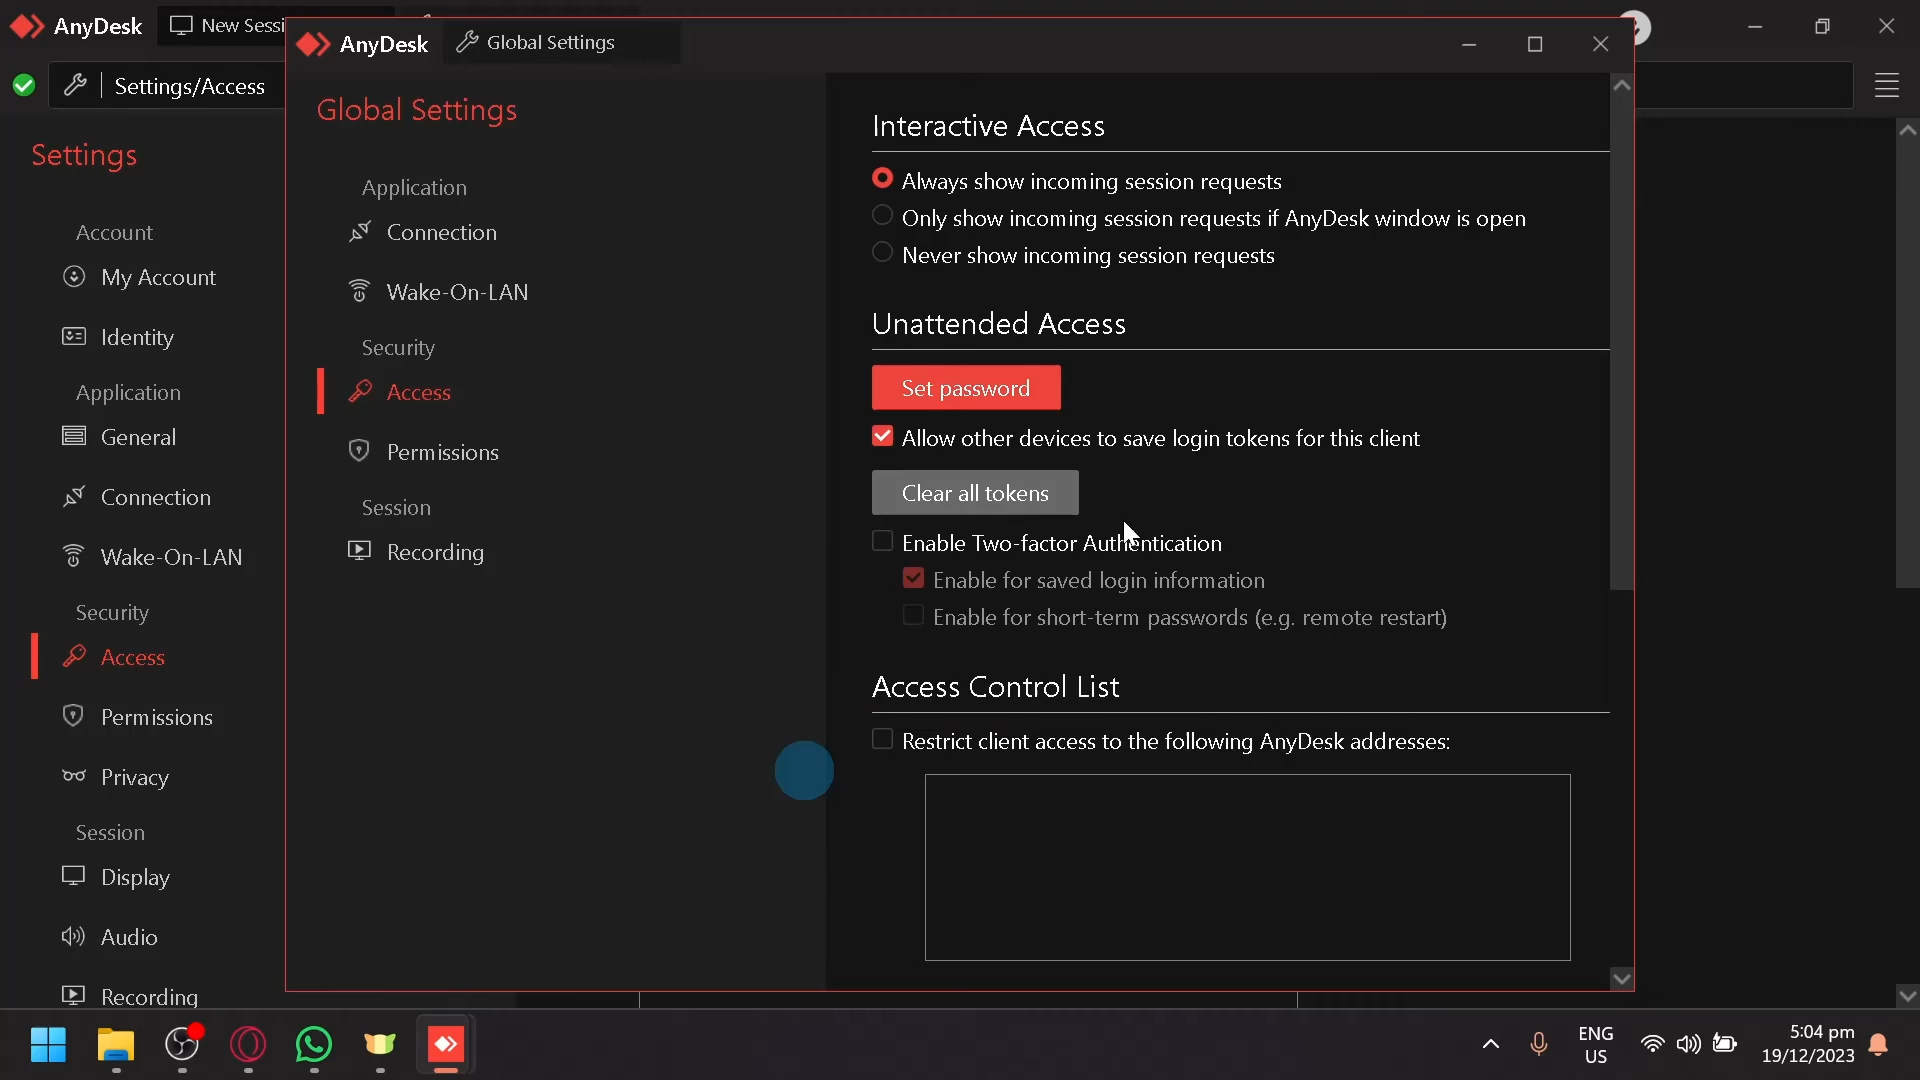 AnyDesk
New Sessi
Settings/Access
Settings
Account
My Account
Identity
Application
General
Connection
Wake-On-LAN
Security
Access
Permissions
Privacy
Session
Display
Audio
Recording
AnyDesk
Global Settings
Global Settings
Application
Connection
Wake-On-LAN
Security
Access
Permissions
Session
Recording
Interactive Access
Always show incoming session requests
Only show incoming session requests if AnyDesk window is open
Never show incoming session requests
Unattended Access
Set password
Allow other devices to save login tokens for this client
Clear all tokens
Enable Two-factor Authentication
Enable for saved login information
Enable for short-term passwords (e.g. remote restart)
Access Control List
Restrict client access to the following AnyDesk addresses:
ENG
US
5:04 pm
19/12/2023